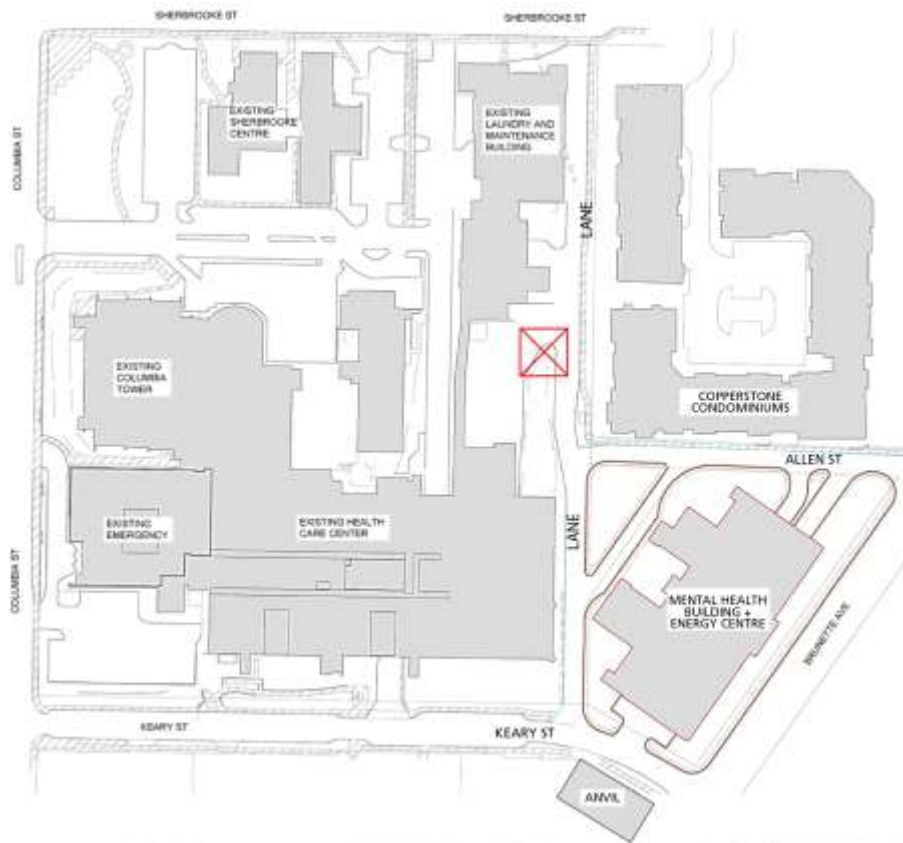 SHERBROOKE ST
SHERBROOKE ST
COLUMBIA ST
EXISTING
SHERBROOKE
CENTRE
EXISTING
LAUNDRY AND
MAINTENANCE
BUILDING
LANE
EXISTING
COLUMBIA
TOWER
COPPERSTONE
CONDOMINIUMS
ALLEN ST
EXISTING
EMERGENCY
EXISTING HEALTH
CARE CENTER
LANE
COLUMBIA ST
MENTAL HEALTH
BUILDING +
ENERGY CENTRE
BRUNETTE AVE
KEARY ST
KEARY ST
ANVIL